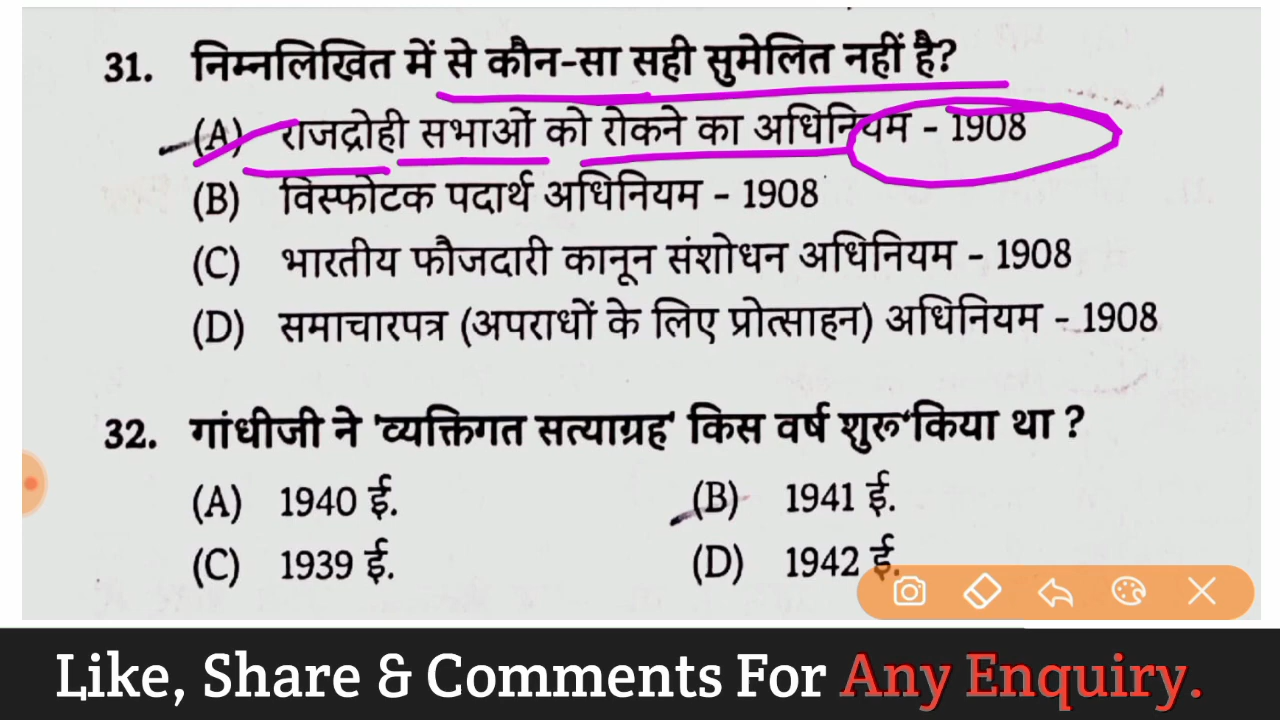 31. निम्नलिखित में से कौन-सा सही सुमेलित नहीं है?
(A) राजद्रोही सभाओं को रोकने का अधिनियम - 1908
(B) विस्फोटक पदार्थ अधिनियम - 1908
(C) भारतीय फौजदारी कानून संशोधन अधिनियम - 1908
(D) समाचारपत्र (अपराधों के लिए प्रोत्साहन) अधिनियम - 1908
32. गांधीजी ने 'व्यक्तिगत सत्याग्रह' किस वर्ष शुरू किया था ?
(A) 1940 ई. (B) 1941 ई.
(C) 1939 ई. (D) 1942 ई.
Like, Share & Comments For Any Enquiry.